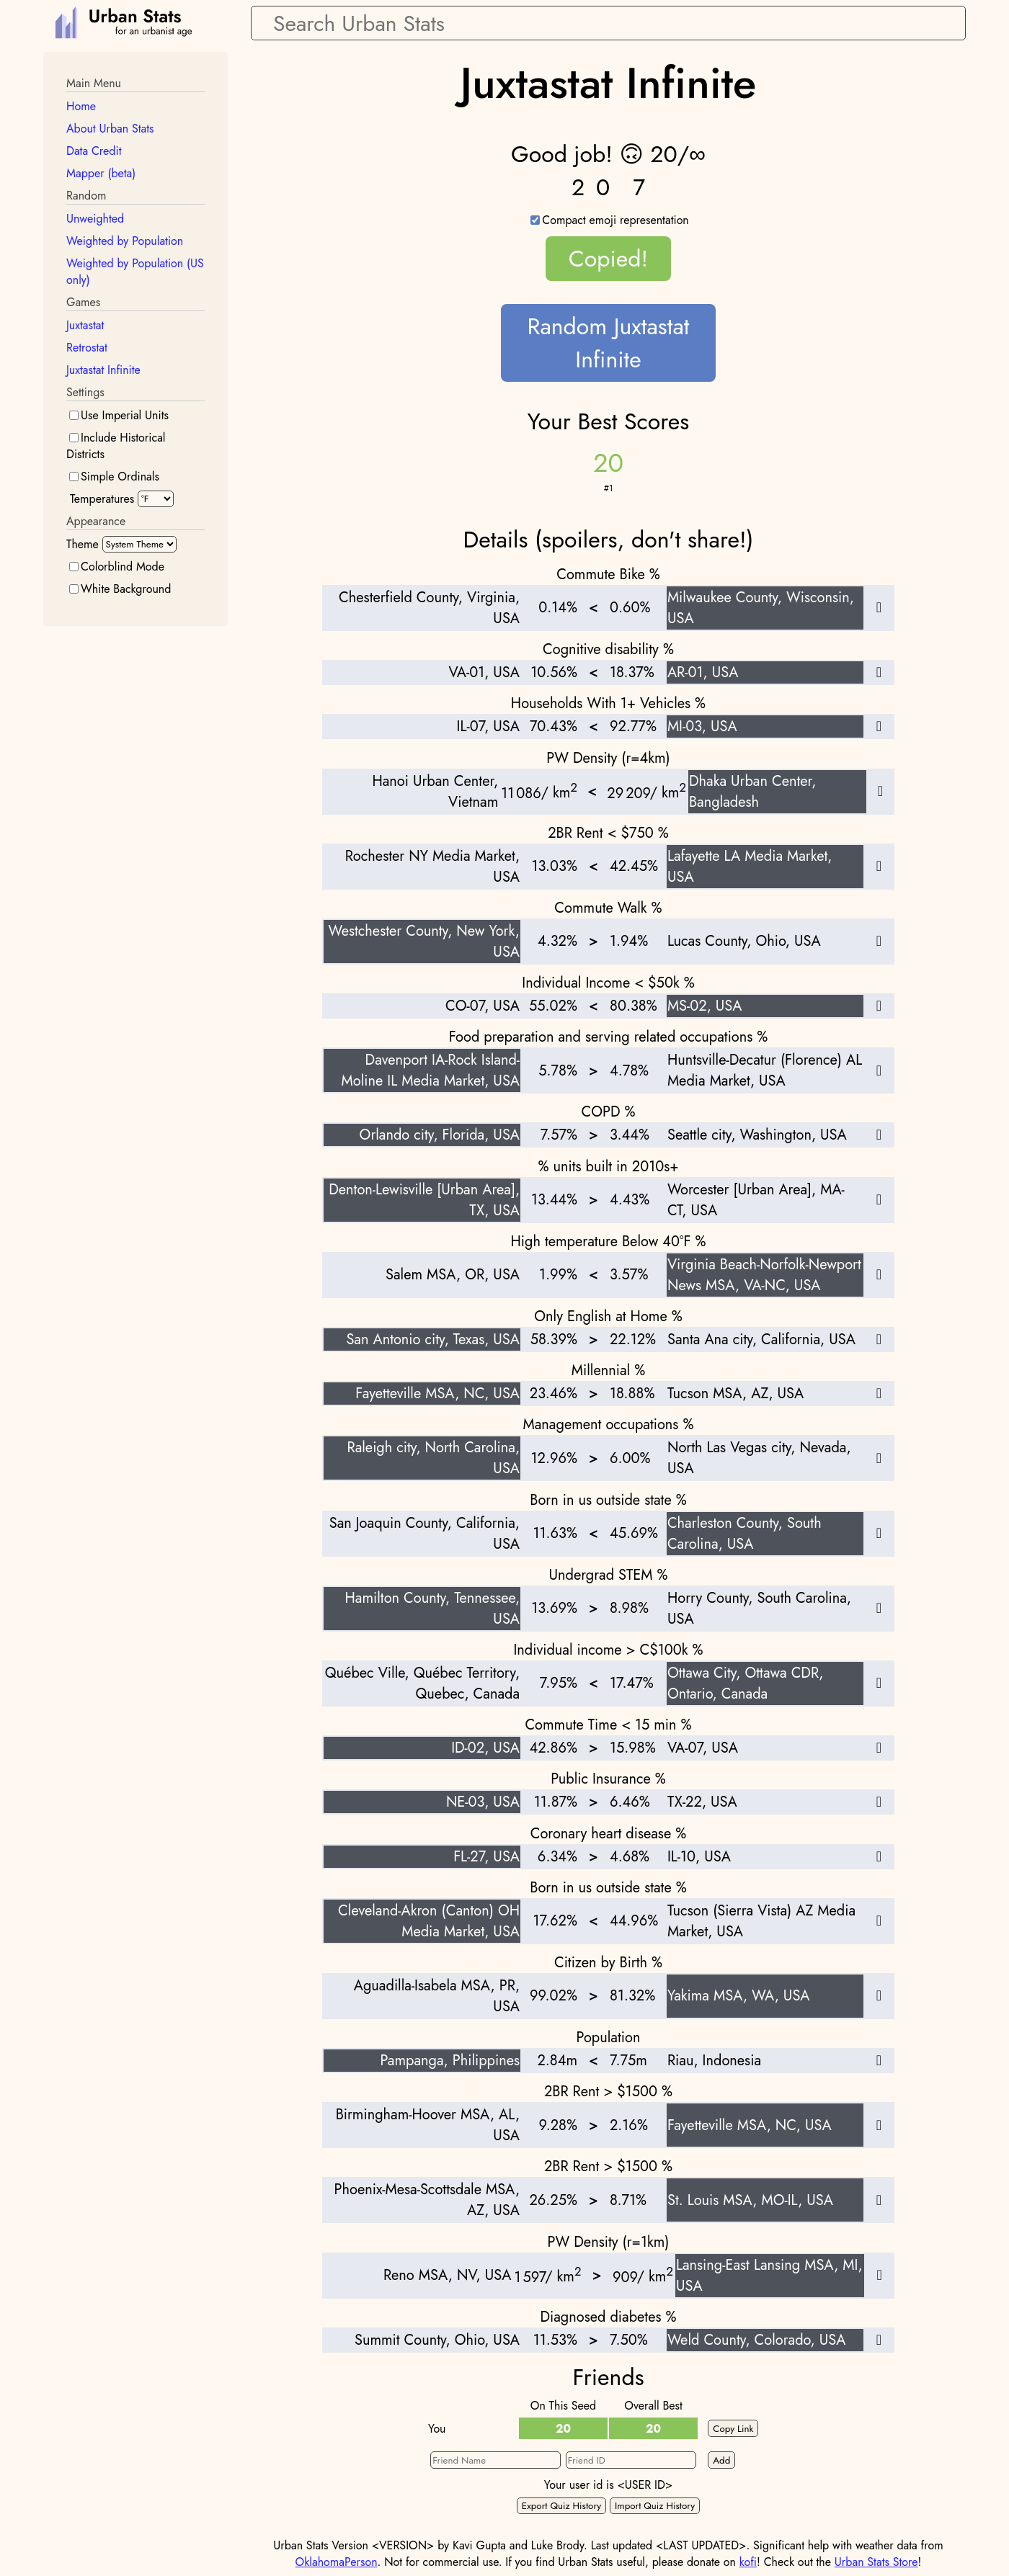 Urban Stats
for an urbanist age
Search Urban Stats
Main Menu
Home
About Urban Stats
Data Credit
Mapper (beta)
Random
Unweighted
Weighted by Population
Weighted by Population (US
only)
Games
Juxtastat
Retrostat
Juxtastat Infinite
Settings
Use Imperial Units
Include Historical
Districts
Simple Ordinals
Temperatures °F
Appearance
Theme System Theme
Colorblind Mode
White Background
Juxtastat Infinite
Good job! 🙃 20/∞
2 0 7
Compact emoji representation
Copied!
Random Juxtastat
Infinite
Your Best Scores
20
#1
Details (spoilers, don't share!)
Commute Bike %
Chesterfield County, Virginia,
USA
0.14% < 0.60%
Milwaukee County, Wisconsin,
USA
Cognitive disability %
VA-01, USA 10.56% < 18.37% AR-01, USA
Households With 1+ Vehicles %
IL-07, USA 70.43% < 92.77% MI-03, USA
PW Density (r=4km)
Hanoi Urban Center,
Vietnam
11 086/ km2 < 29 209/ km2
Dhaka Urban Center,
Bangladesh
2BR Rent < $750 %
Rochester NY Media Market,
USA
13.03% < 42.45%
Lafayette LA Media Market,
USA
Commute Walk %
Westchester County, New York,
USA
4.32% > 1.94% Lucas County, Ohio, USA
Individual Income < $50k %
CO-07, USA 55.02% < 80.38% MS-02, USA
Food preparation and serving related occupations %
Davenport IA-Rock Island-
Moline IL Media Market, USA
5.78% > 4.78%
Huntsville-Decatur (Florence) AL
Media Market, USA
COPD %
Orlando city, Florida, USA 7.57% > 3.44% Seattle city, Washington, USA
% units built in 2010s+
Denton-Lewisville [Urban Area],
TX, USA
13.44% > 4.43%
Worcester [Urban Area], MA-
CT, USA
High temperature Below 40°F %
Salem MSA, OR, USA 1.99% < 3.57%
Virginia Beach-Norfolk-Newport
News MSA, VA-NC, USA
Only English at Home %
San Antonio city, Texas, USA 58.39% > 22.12% Santa Ana city, California, USA
Millennial %
Fayetteville MSA, NC, USA 23.46% > 18.88% Tucson MSA, AZ, USA
Management occupations %
Raleigh city, North Carolina,
USA
12.96% > 6.00%
North Las Vegas city, Nevada,
USA
Born in us outside state %
San Joaquin County, California,
USA
11.63% < 45.69%
Charleston County, South
Carolina, USA
Undergrad STEM %
Hamilton County, Tennessee,
USA
13.69% > 8.98%
Horry County, South Carolina,
USA
Individual income > C$100k %
Québec Ville, Québec Territory,
Quebec, Canada
7.95% < 17.47%
Ottawa City, Ottawa CDR,
Ontario, Canada
Commute Time < 15 min %
ID-02, USA 42.86% > 15.98% VA-07, USA
Public Insurance %
NE-03, USA 11.87% > 6.46% TX-22, USA
Coronary heart disease %
FL-27, USA 6.34% > 4.68% IL-10, USA
Born in us outside state %
Cleveland-Akron (Canton) OH
Media Market, USA
17.62% < 44.96%
Tucson (Sierra Vista) AZ Media
Market, USA
Citizen by Birth %
Aguadilla-Isabela MSA, PR,
USA
99.02% > 81.32% Yakima MSA, WA, USA
Population
Pampanga, Philippines 2.84m < 7.75m Riau, Indonesia
2BR Rent > $1500 %
Birmingham-Hoover MSA, AL,
USA
9.28% > 2.16% Fayetteville MSA, NC, USA
2BR Rent > $1500 %
Phoenix-Mesa-Scottsdale MSA,
AZ, USA
26.25% > 8.71% St. Louis MSA, MO-IL, USA
PW Density (r=1km)
Reno MSA, NV, USA 1 597/ km2 > 909/ km2
Lansing-East Lansing MSA, MI,
USA
Diagnosed diabetes %
Summit County, Ohio, USA 11.53% > 7.50% Weld County, Colorado, USA
Friends
On This Seed Overall Best
You 20 20 Copy Link
Friend Name Friend ID Add
Your user id is <USER ID>
Export Quiz History Import Quiz History
Urban Stats Version <VERSION> by Kavi Gupta and Luke Brody. Last updated <LAST UPDATED>. Significant help with weather data from
OklahomaPerson. Not for commercial use. If you find Urban Stats useful, please donate on kofi! Check out the Urban Stats Store!